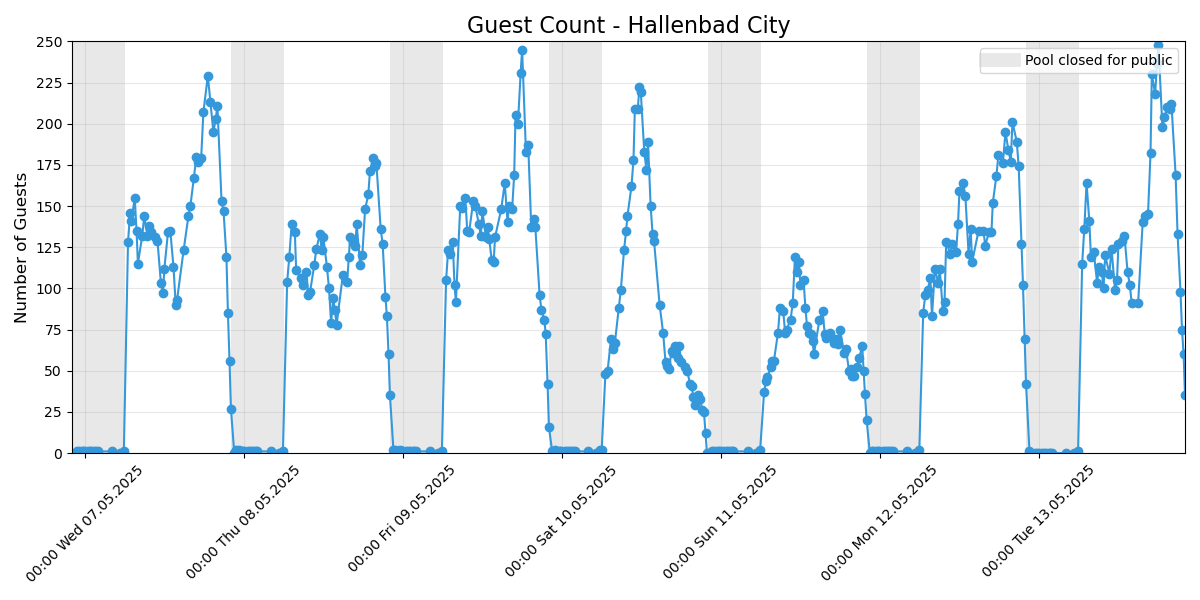 Guest Count - Hallenbad City
Pool closed for public
Number of Guests
250
225
200
175
150
125
100
75
50
25
0
00:00 Wed 07.05.2025
00:00 Thu 08.05.2025
00:00 Fri 09.05.2025
00:00 Sat 10.05.2025
00:00 Sun 11.05.2025
00:00 Mon 12.05.2025
00:00 Tue 13.05.2025